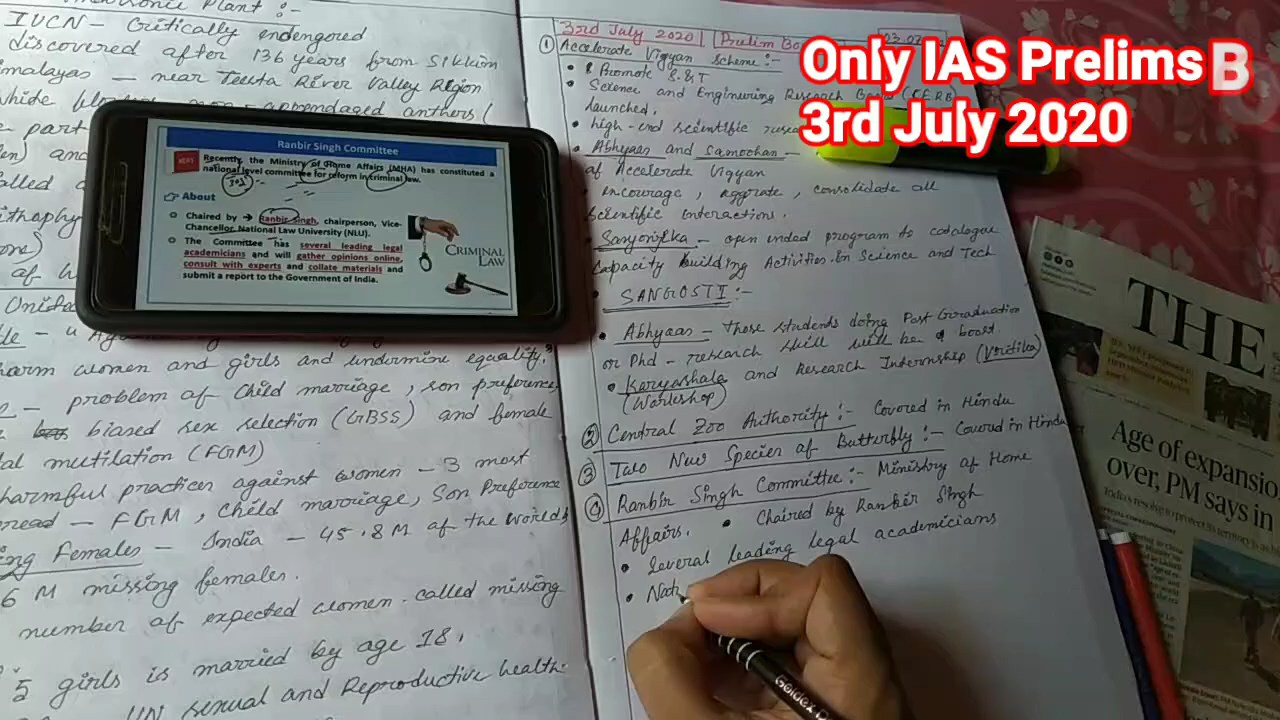 IUCN - Critically endengered
discovered after 136 years from Sikkim
malayas - near Teesta River Valley Region
3rd July 2020 | Prelim Bo
① Accelerate Vigyan Scheme :-
• Promote S. & T
• Science and Engineering Research
launched.
• high-end scientific
• Abhyaas and Samoohan -
of Accelerate Vigyan
• encourage, aggrate, consolidate all
scientific interactions.
• Sanyonjika - open ended program to catalogue
Capacity building Activities in Science and Tech
• SANGOSTI :-
• Abhyaas - those students doing Post Graduation
or Phd - research skill will be a boost.
• Karyashala and Research Internship (Vritika)
(Workshop)
② Central Zoo Authority :- Covered in Hindu
③ Two New Species of Butterfly :- Covered in Hindu
④ Ranbir Singh Committee :- Ministry of Home
Affairs. • Chaired by Ranbir Singh
• Several leading legal academicians
• Nati
Only IAS Prelims B
3rd July 2020
Ranbir Singh Committee
NEWS Recently, the Ministry of Home Affairs (MHA) has constituted a
national level committee for reform in criminal law.
About
Chaired by → Ranbir Singh, chairperson, Vice-
Chancellor, National Law University (NLU).
The Committee has several leading legal
academicians and will gather opinions online,
consult with experts and collate materials and
submit a report to the Government of India.
CRIMINAL
LAW
harm women and girls and undermine equality."
- problem of Child marriage, son preference
biased sex selection (GBSS) and female
mutilation (FGM)
harmful practices against women - 3 most
- FGM, Child marriage, Son Preference
Females - India - 45.8 M of the World's
6 M missing females.
number of expected women called missing
5 girls is married by age 18.
UN sexual and Reproductive health
THE
Age of expansio
over, PM says in
Goldex